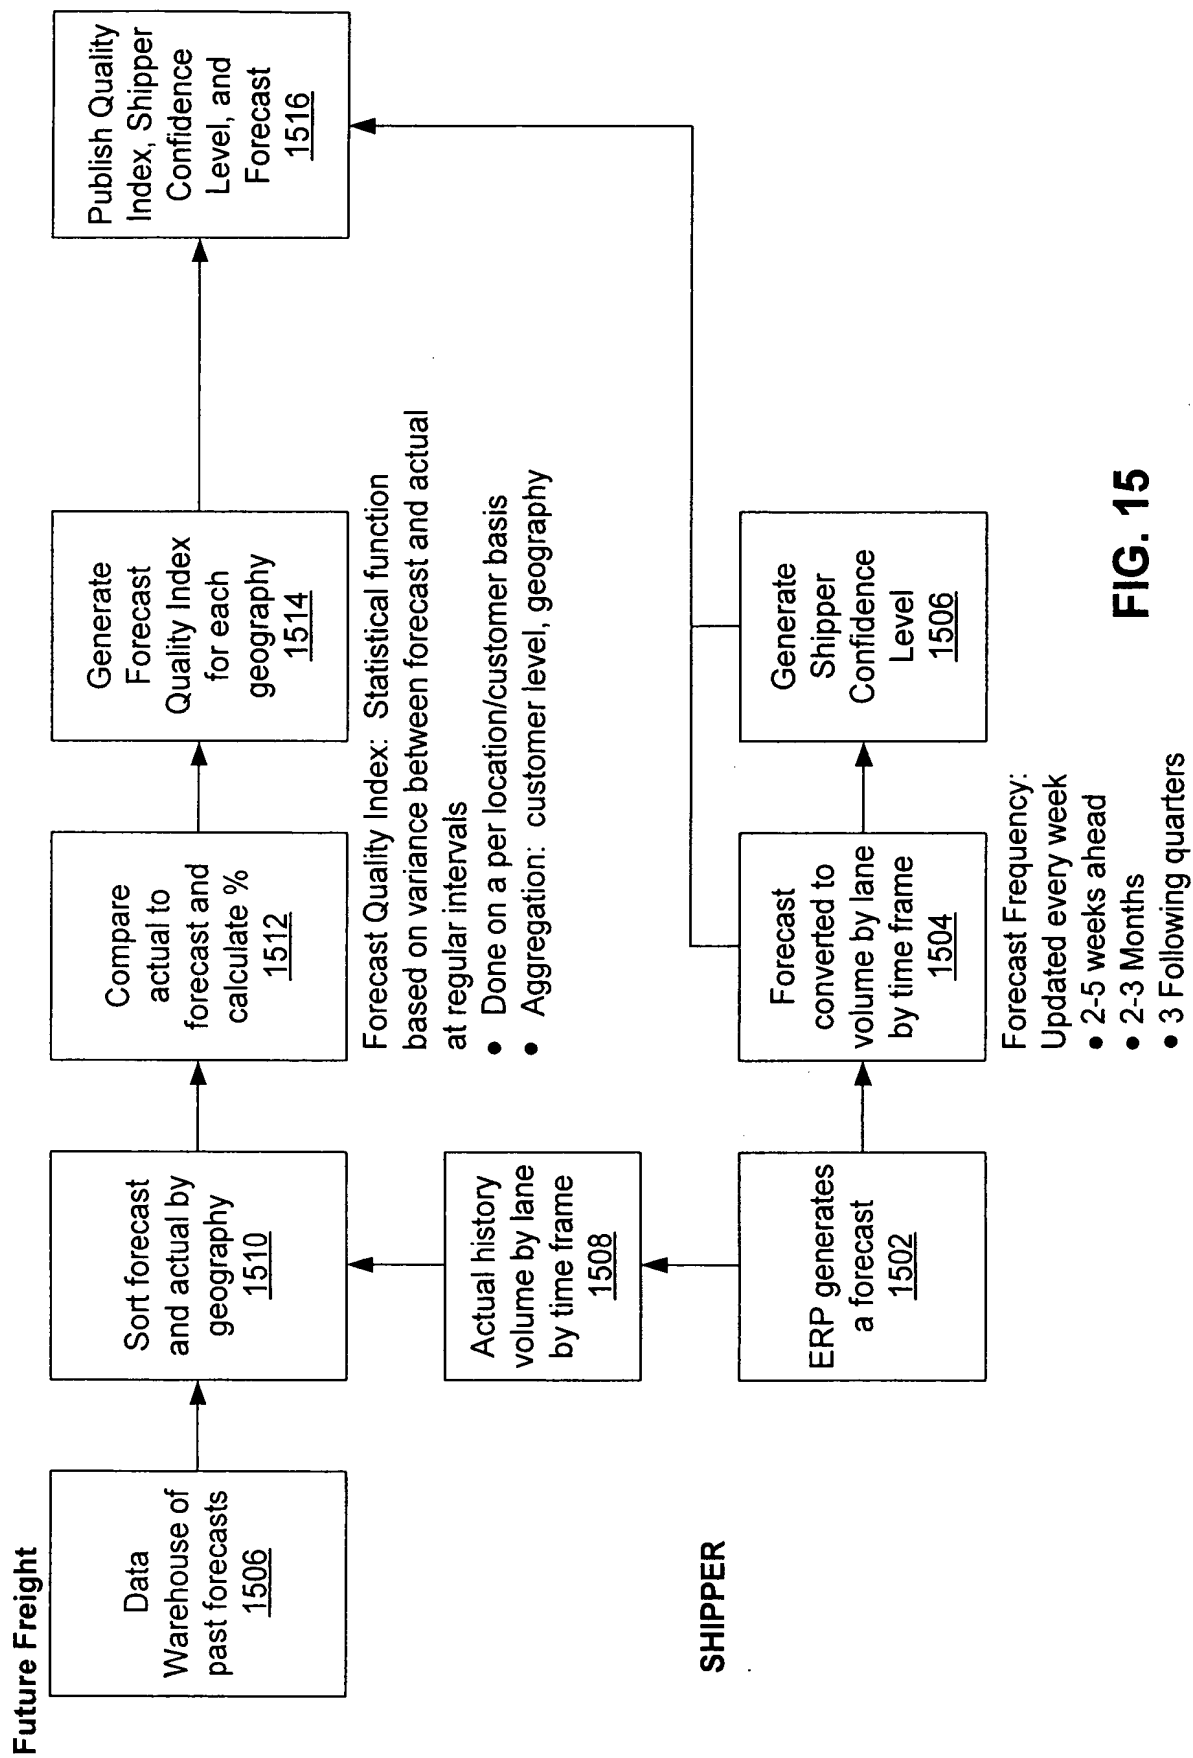 Future Freight
Data
Warehouse of
past forecasts
1506
Sort forecast
and actual by
geography
1510
Compare
actual to
forecast and
calculate %
1512
Generate
Forecast
Quality Index
for each
geography
1514
Publish Quality
Index, Shipper
Confidence
Level, and
Forecast
1516
Forecast Quality Index: Statistical function
based on variance between forecast and actual
at regular intervals
• Done on a per location/customer basis
• Aggregation: customer level, geography
Actual history
volume by lane
by time frame
1508
SHIPPER
ERP generates
a forecast
1502
Forecast
converted to
volume by lane
by time frame
1504
Generate
Shipper
Confidence
Level
1506
Forecast Frequency:
Updated every week
• 2-5 weeks ahead
• 2-3 Months
• 3 Following quarters
FIG. 15